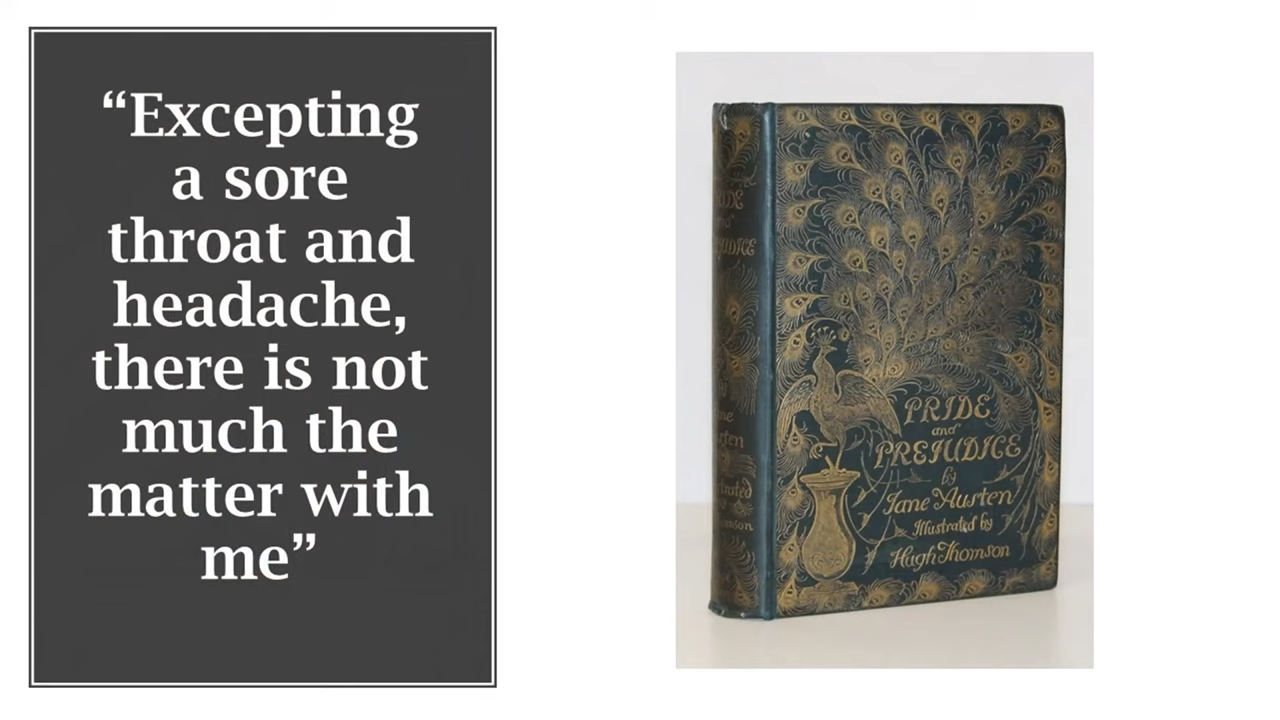 “Excepting
a sore
throat and
headache,
there is not
much the
matter with
me”
PRIDE
and
PREJUDICE
by
Jane Austen
Illustrated by
Hugh Thomson